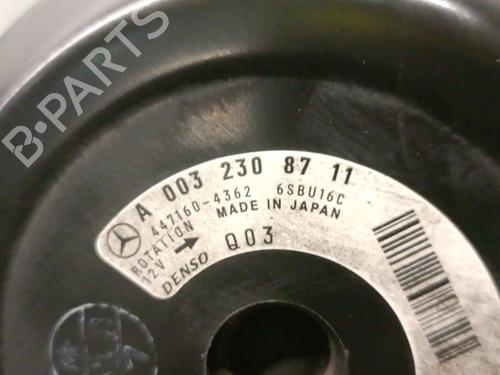 B-PARTS
A 003 230 87 11
447160-4362 6SBU16C
ROTATION MADE IN JAPAN
12V
DENSO Q03